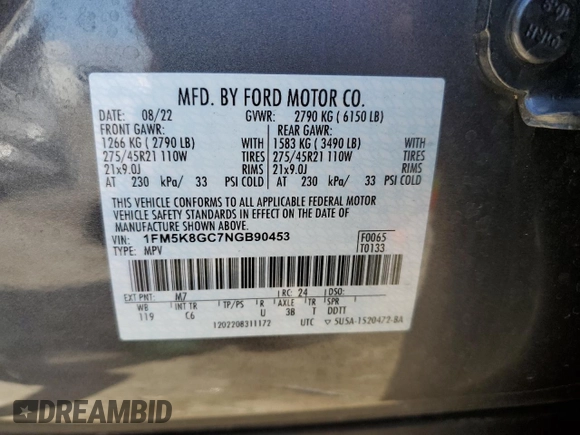 MFD. BY FORD MOTOR CO.
DATE: 08/22 GVWR: 2790 KG ( 6150 LB)
FRONT GAWR: REAR GAWR:
1266 KG ( 2790 LB) WITH 1583 KG ( 3490 LB) WITH
275/45R21 110W TIRES 275/45R21 110W TIRES
21x9.0J RIMS 21x9.0J RIMS
AT 230 kPa/ 33 PSI COLD AT 230 kPa/ 33 PSI COLD
THIS VEHICLE CONFORMS TO ALL APPLICABLE FEDERAL MOTOR
VEHICLE SAFETY STANDARDS IN EFFECT ON THE DATE OF
MANUFACTURE SHOWN ABOVE.
VIN: 1FM5K8GC7NGB90453 F0065
TYPE: MPV T0133
EXT PNT: M7 RC: 24 DSO:
WB INT TR TP/PS R AXLE TR SPR
119 C6 U 38 T DDTT
1202208311172 UTC ▽ 5USA-1520472-BA
DREAMBID